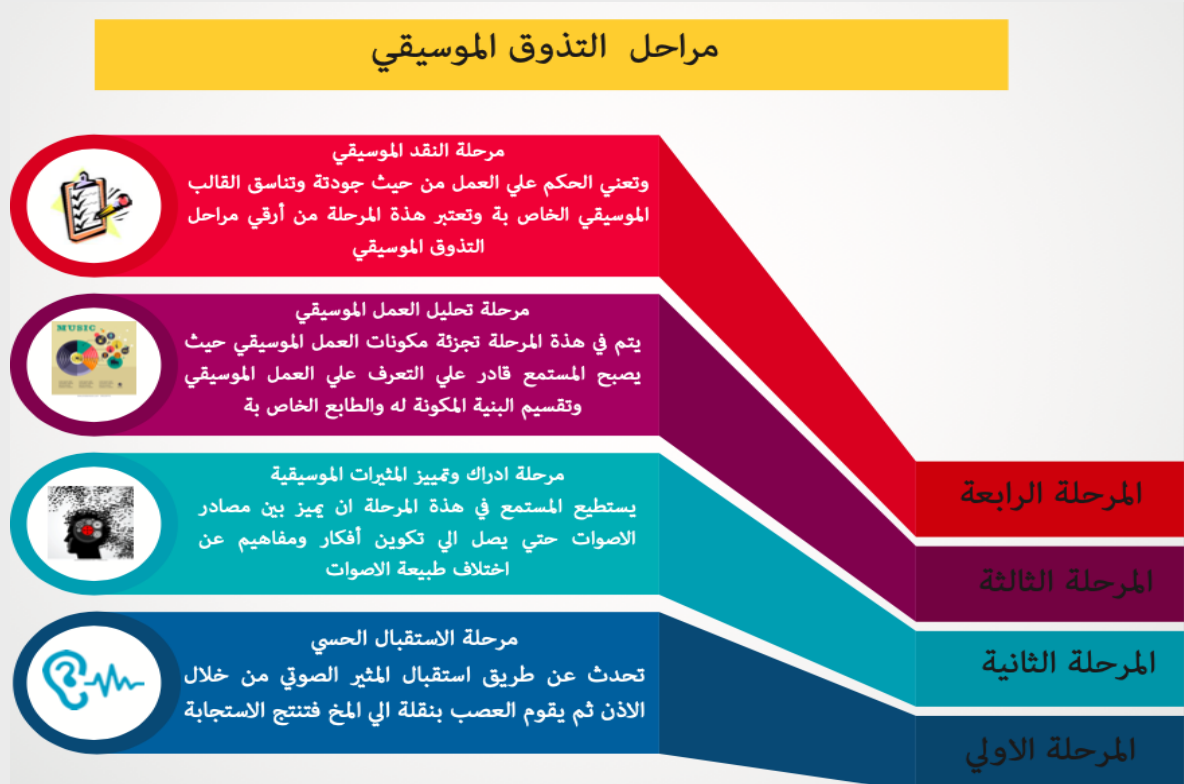 مراحل التذوق الموسيقي
مرحلة النقد الموسيقي
وتعني الحكم علي العمل من حيث جودتة وتناسق القالب
الموسيقي الخاص بة وتعتبر هذة المرحلة من أرقي مراحل
التذوق الموسيقي
المرحلة الرابعة
مرحلة تحليل العمل الموسيقي
يتم في هذة المرحلة تجزئة مكونات العمل الموسيقي حيث
يصبح المستمع قادر علي التعرف علي العمل الموسيقي
وتقسيم البنية المكونة له والطابع الخاص بة
MUSIC
المرحلة الثالثة
مرحلة ادراك وتمييز المثيرات الموسيقية
يستطيع المستمع في هذة المرحلة ان يميز بين مصادر
الاصوات حتي يصل الي تكوين أفكار ومفاهيم عن
اختلاف طبيعة الاصوات
المرحلة الثانية
مرحلة الاستقبال الحسي
تحدث عن طريق استقبال المثير الصوتي من خلال
الاذن ثم يقوم العصب بنقلة الي المخ فتنتج الاستجابة
المرحلة الاولي